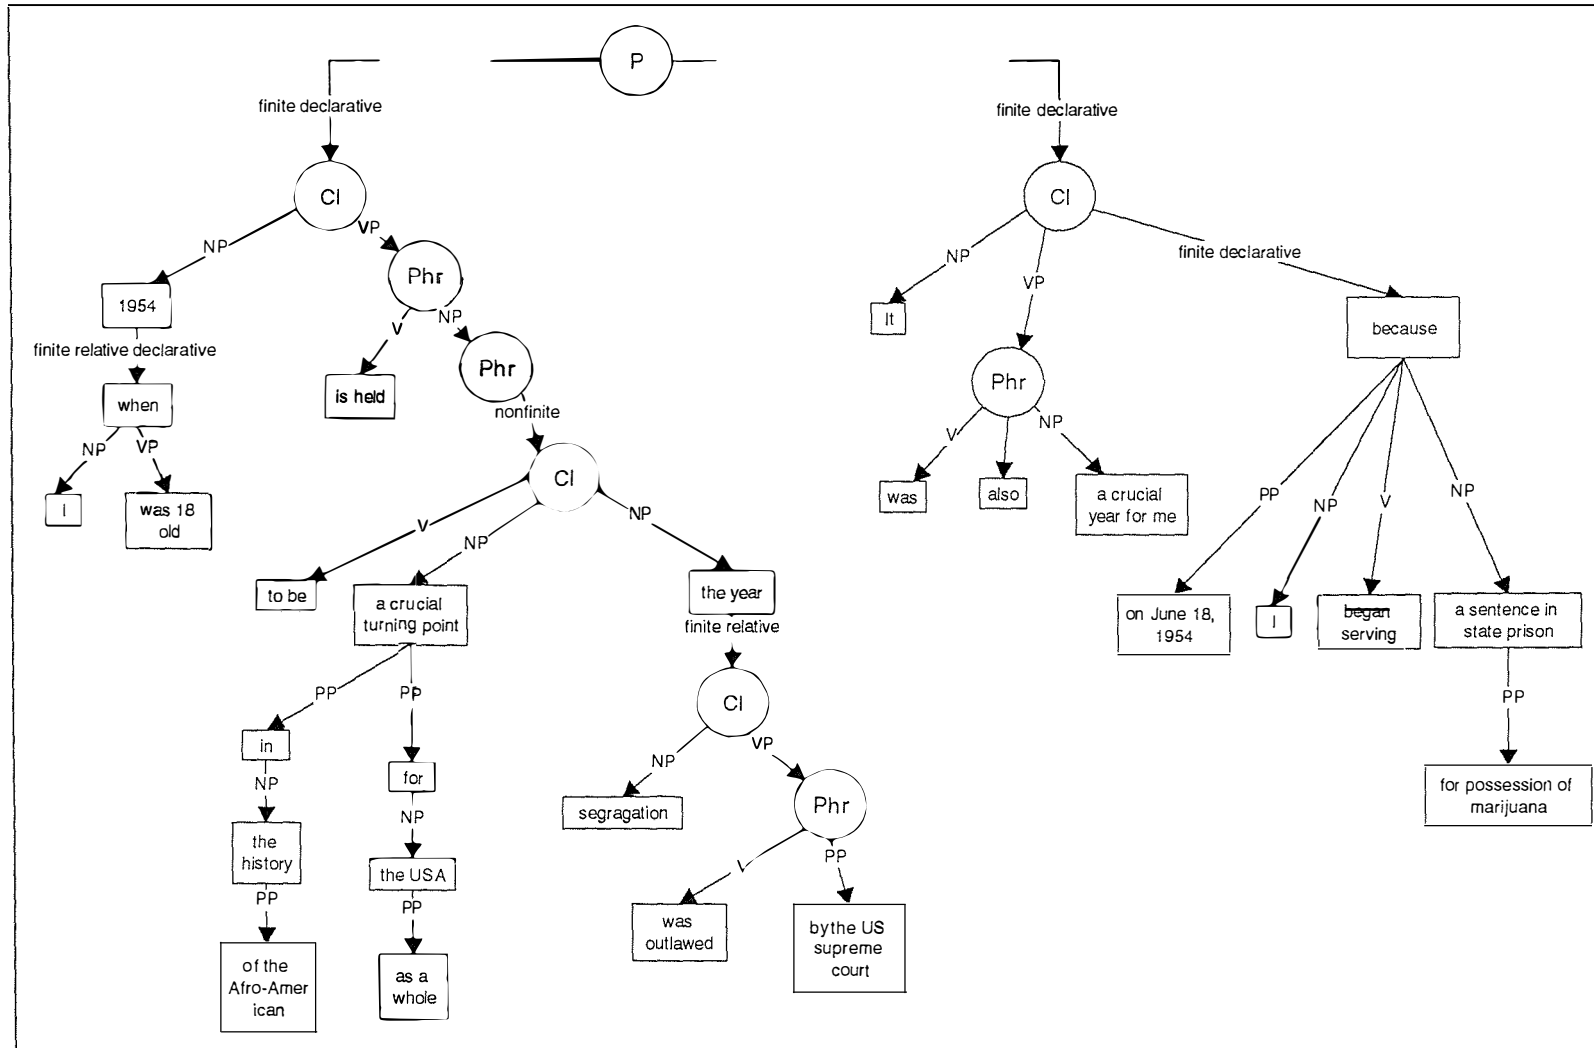 P
finite declarative
finite declarative
Cl
Cl
VP
NP
finite declarative
NP
Phr
VP
1954
NP
It
because
V
finite relative declarative
Phr
Phr
is held
when
nonfinite
NP
V
NP
VP
Cl
a crucial
year for me
was
also
PP
NP
V
NP
I
was 18
old
NP
V
NP
to be
a crucial
turning point
the year
on June 18,
1954
I
began
serving
a sentence in
state prison
finite relative
PP
PP
Cl
PP
in
VP
NP
for
NP
segragation
Phr
for possession of
marijuana
NP
the
history
the USA
V
PP
PP
PP
was
outlawed
bythe US
supreme
court
of the
Afro-Amer
ican
as a
whole